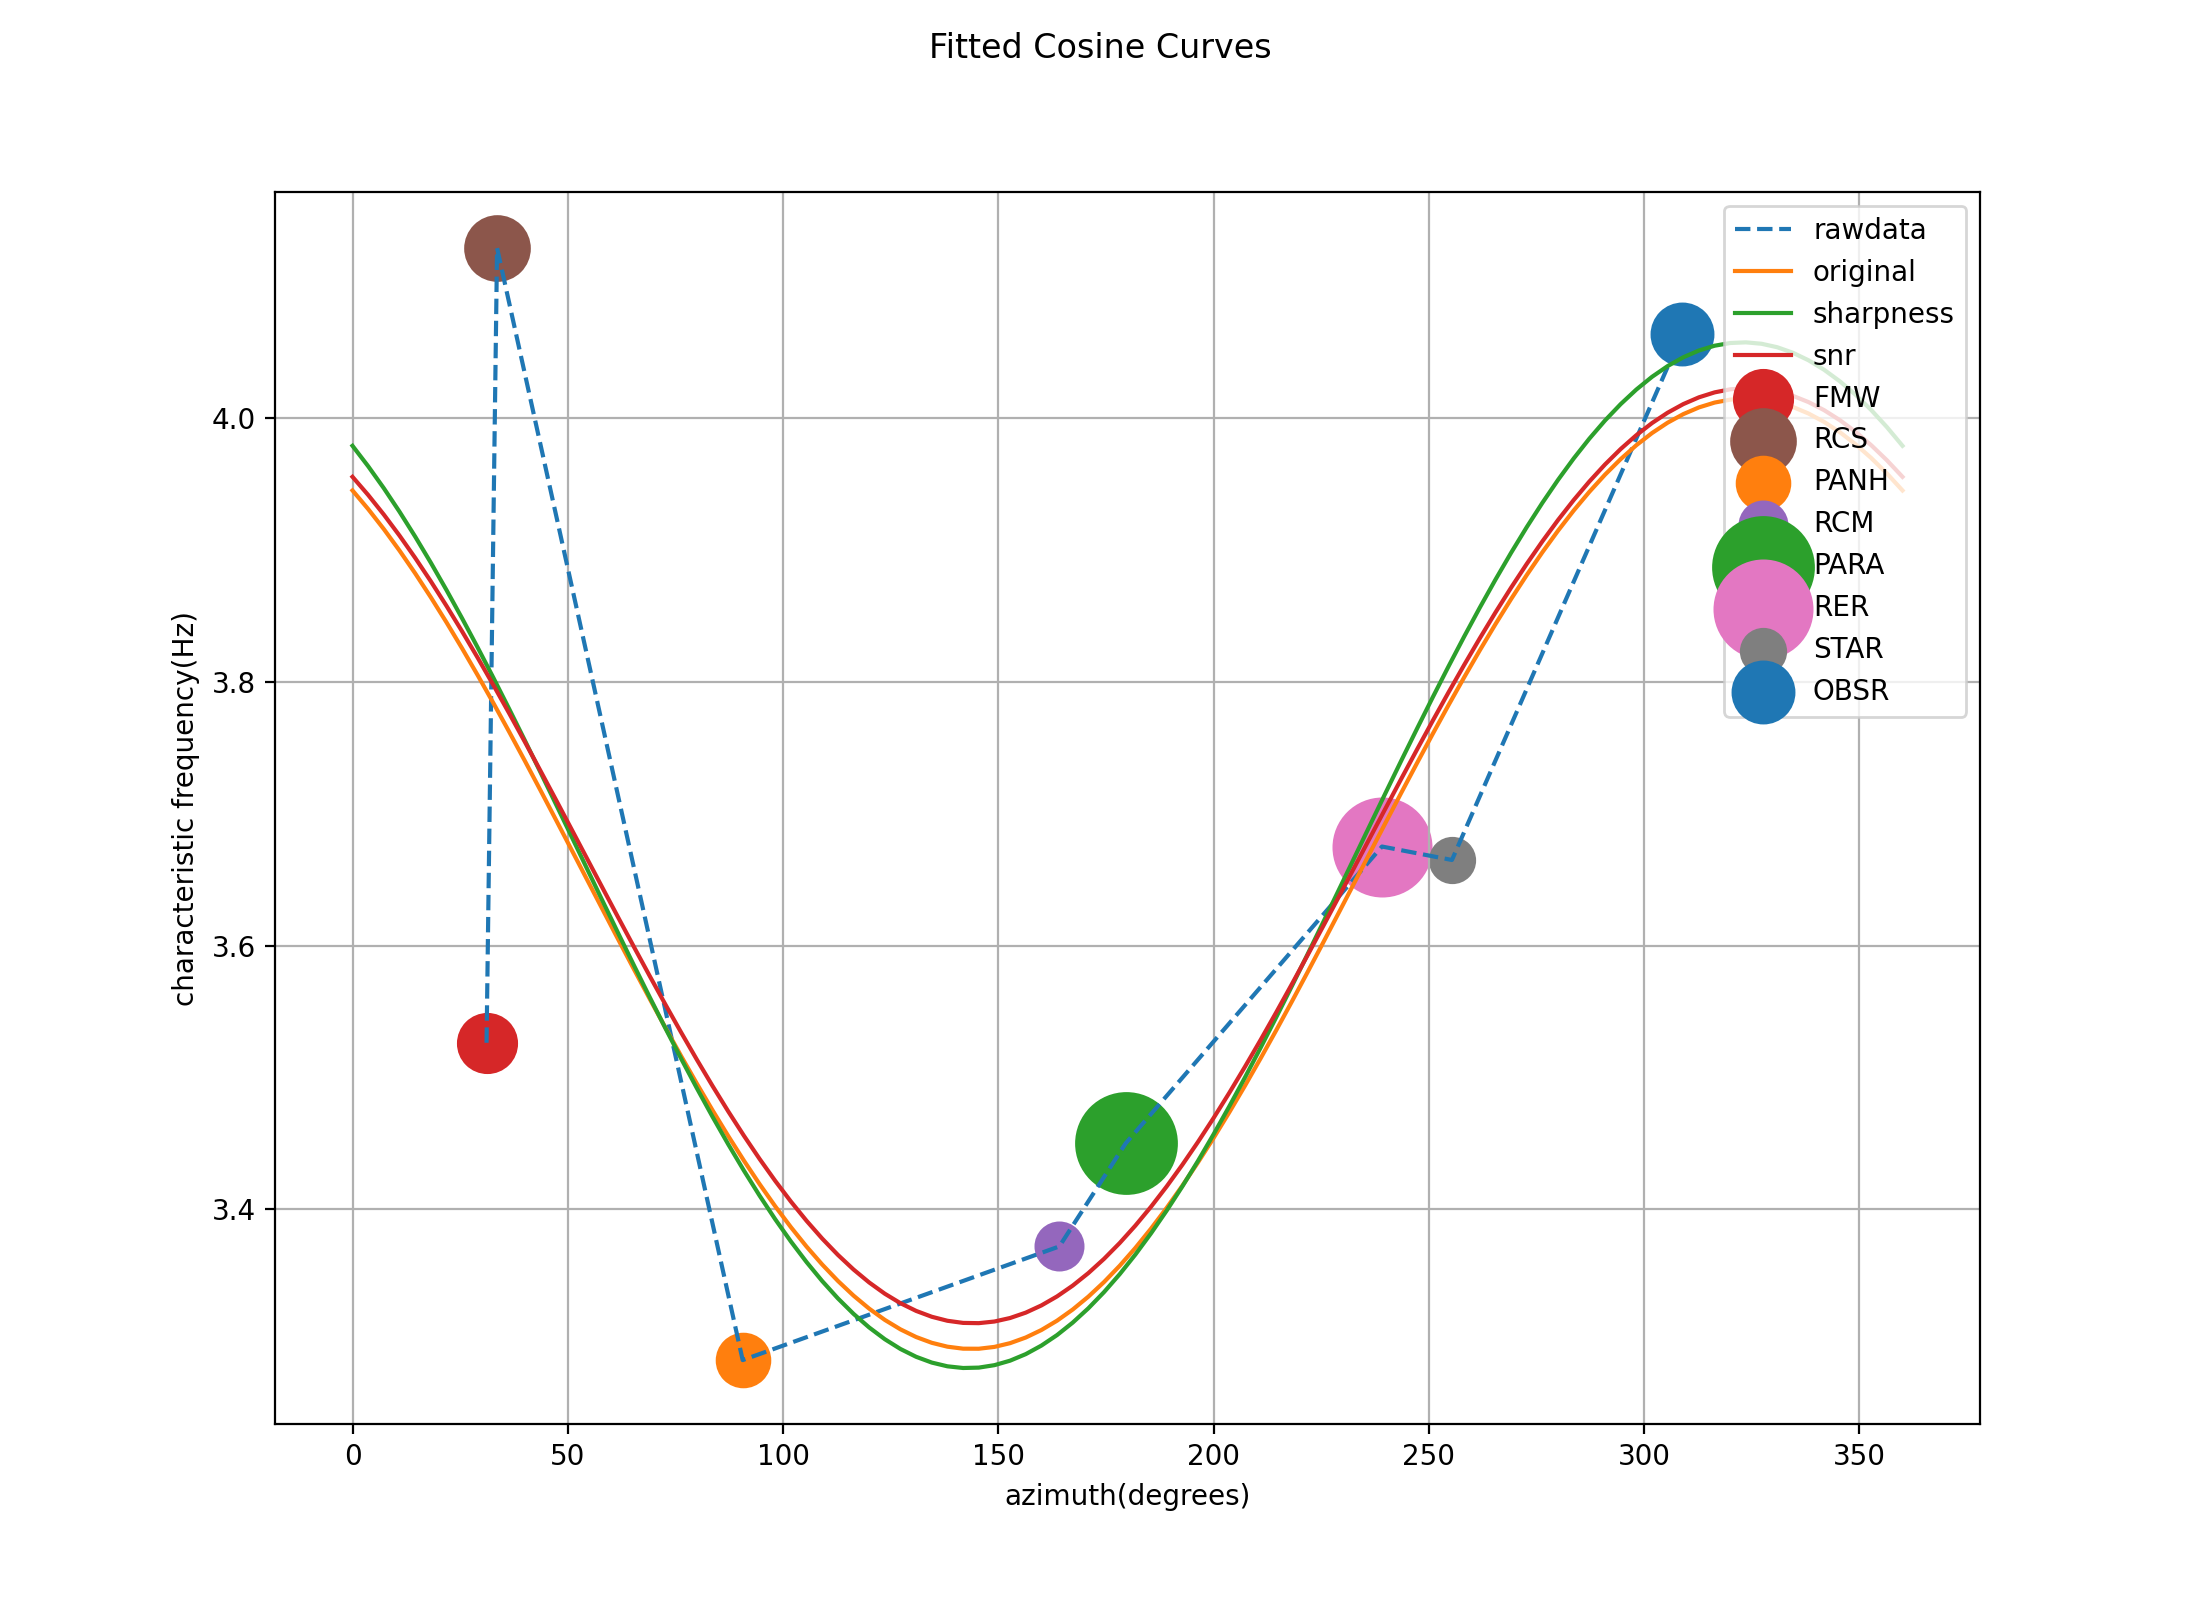 Fitted Cosine Curves
rawdata
original
sharpness
snr
FMW
RCS
PANH
RCM
PARA
RER
STAR
OBSR
4.0
3.8
3.6
3.4
characteristic frequency(Hz)
0 50 100 150 200 250 300 350
azimuth(degrees)